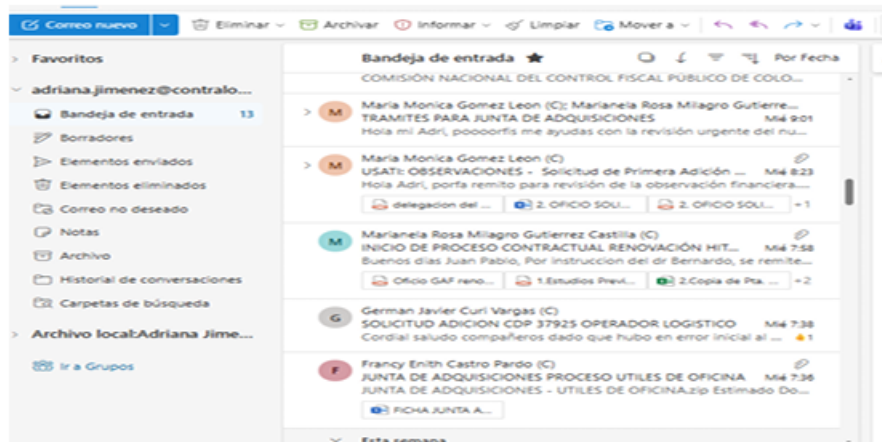 Correo nuevo Eliminar Archivar Informar Limpiar Mover a
Favoritos
adriana.jimenez@contralo...
Bandeja de entrada 13
Borradores
Elementos enviados
Elementos eliminados
Correo no deseado
Notas
Archivo
Historial de conversaciones
Carpetas de búsqueda
Archivo local:Adriana Jime...
Ir a Grupos
Bandeja de entrada Por Fecha
COMISIÓN NACIONAL DEL CONTROL FISCAL PÚBLICO DE COLO...
M
Maria Monica Gomez Leon (C); Marianela Rosa Milagro Gutierre...
TRAMITES PARA JUNTA DE ADQUISICIONES Mié 9:01
Hola mi Adri, pooooorfis me ayudas con la revisión urgente del nu...
M
Maria Monica Gomez Leon (C)
USATI: OBSERVACIONES - Solicitud de Primera Adición ... Mié 8:23
Hola Adri, porfa remito para revisión de la observación financiera....
delegacion del ... 2. OFICIO SOLI... 2. OFICIO SOLI... +1
M
Marianela Rosa Milagro Gutierrez Castilla (C)
INICIO DE PROCESO CONTRACTUAL RENOVACIÓN HIT... Mié 7:58
Buenos días Juan Pablo, Por instruccion del dr Bernardo, se remite...
Oficio GAF reno... 1.Estudios Previ... 2.Copia de Pta. ... +2
G
German Javier Curi Vargas (C)
SOLICITUD ADICION CDP 37925 OPERADOR LOGISTICO Mié 7:38
Cordial saludo compañeros dado que hubo en error inicial al ... 1
F
Francy Enith Castro Pardo (C)
JUNTA DE ADQUISICIONES PROCESO UTILES DE OFICINA Mié 7:36
JUNTA DE ADQUISICIONES - UTILES DE OFICINA.zip Estimado Do...
FICHA JUNTA A...
Esta semana